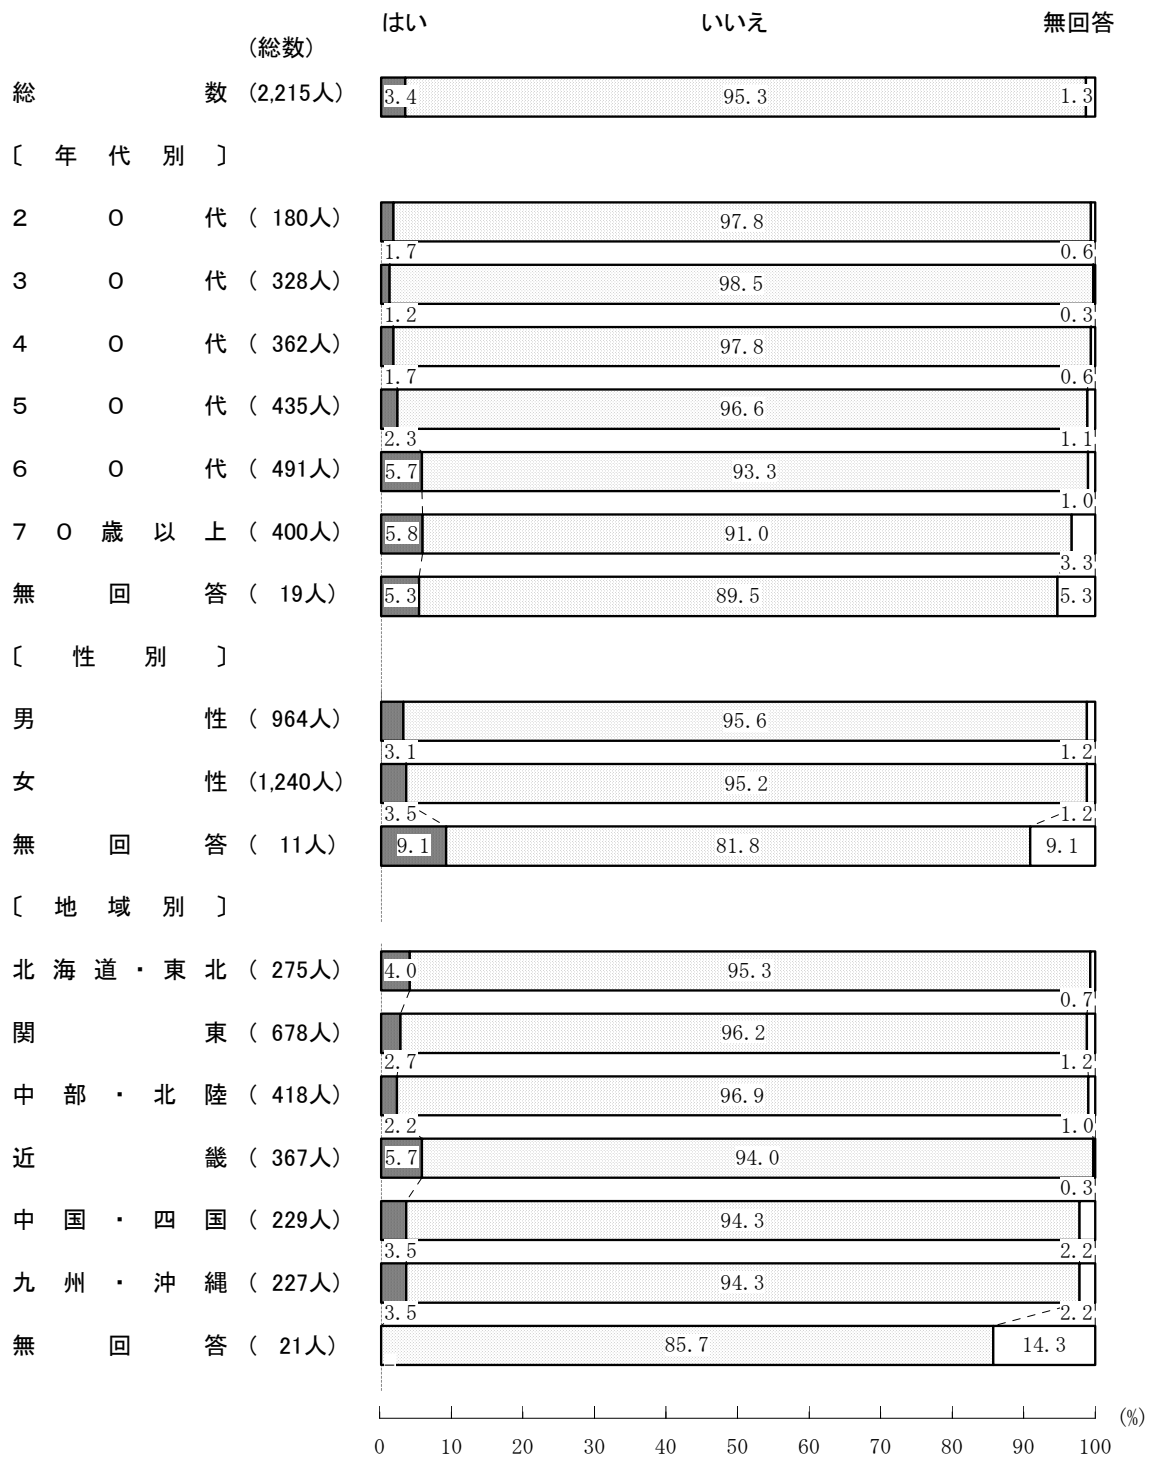 はい いいえ 無回答
（総数）
総数 (2,215人) 3.4 95.3 1.3
〔年代別〕
２０代 ( 180人) 97.8
1.7 0.6
３０代 ( 328人) 98.5
1.2 0.3
４０代 ( 362人) 97.8
1.7 0.6
５０代 ( 435人) 96.6
2.3 1.1
６０代 ( 491人) 5.7 93.3
1.0
７０歳以上 ( 400人) 5.8 91.0
3.3
無回答 ( 19人) 5.3 89.5 5.3
〔性別〕
男性 ( 964人) 95.6
3.1 1.2
女性 (1,240人) 95.2
3.5 1.2
無回答 ( 11人) 9.1 81.8 9.1
〔地域別〕
北海道・東北 ( 275人) 4.0 95.3
0.7
関東 ( 678人) 96.2
2.7 1.2
中部・北陸 ( 418人) 96.9
2.2 1.0
近畿 ( 367人) 5.7 94.0
0.3
中国・四国 ( 229人) 94.3
3.5 2.2
九州・沖縄 ( 227人) 94.3
3.5 2.2
無回答 ( 21人) 85.7 14.3
(%)
0 10 20 30 40 50 60 70 80 90 100